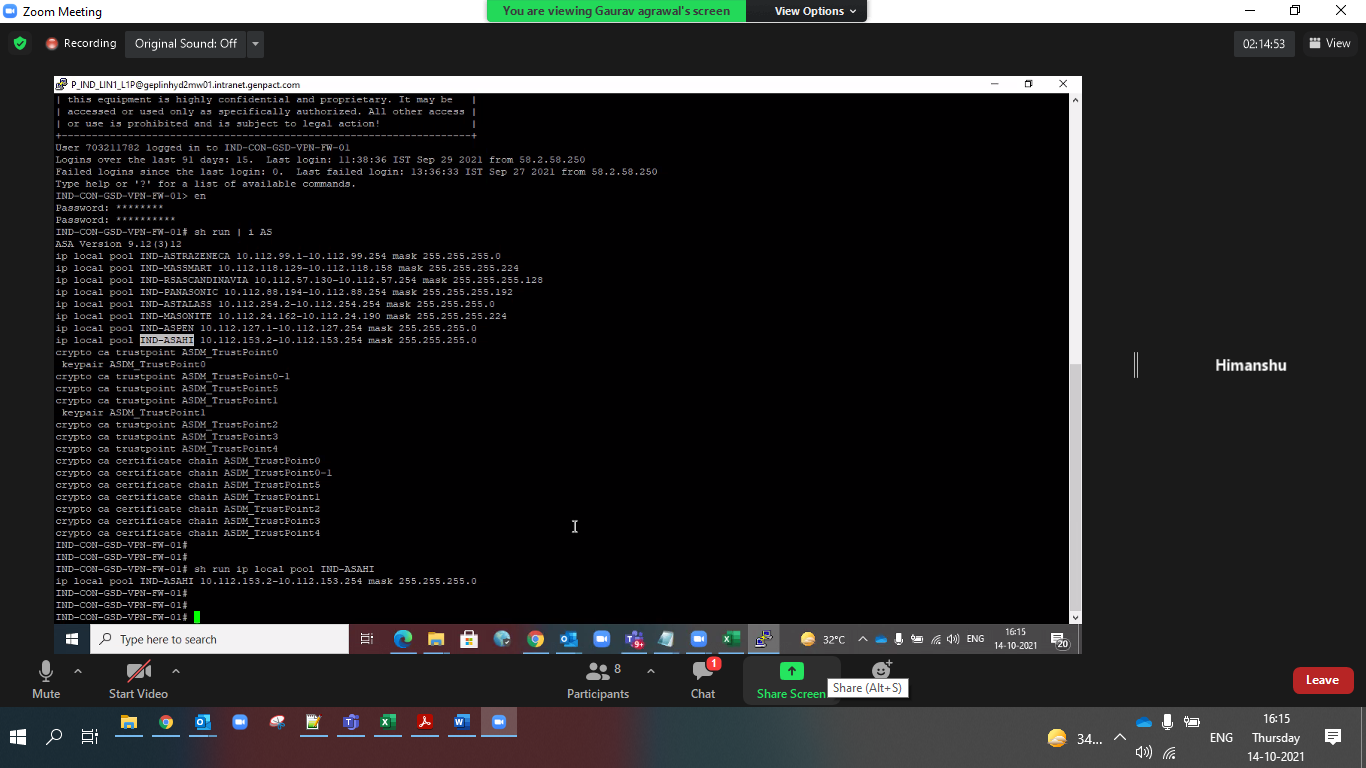 Zoom Meeting
You are viewing Gaurav agrawal's screen
View Options
Recording
Original Sound: Off
02:14:53
View
P_IND_LIN1_L1P@geplinhyd2mw01.intranet.genpact.com
| this equipment is highly confidential and proprietary. It may be |
| accessed or used only as specifically authorized. All other access |
| or use is prohibited and is subject to legal action! |
+--------------------------------------------------------------------+
User 703211782 logged in to IND-CON-GSD-VPN-FW-01
Logins over the last 91 days: 15. Last login: 11:38:36 IST Sep 29 2021 from 58.2.58.250
Failed logins since the last login: 0. Last failed login: 13:36:33 IST Sep 27 2021 from 58.2.58.250
Type help or '?' for a list of available commands.
IND-CON-GSD-VPN-FW-01> en
Password: ********
Password: **********
IND-CON-GSD-VPN-FW-01# sh run | i AS
ASA Version 9.12(3)12
ip local pool IND-ASTRAZENECA 10.112.99.1-10.112.99.254 mask 255.255.255.0
ip local pool IND-MASSMART 10.112.118.129-10.112.118.158 mask 255.255.255.224
ip local pool IND-RSASCANDINAVIA 10.112.57.130-10.112.57.254 mask 255.255.255.128
ip local pool IND-PANASONIC 10.112.88.194-10.112.88.254 mask 255.255.255.192
ip local pool IND-ASTALASS 10.112.254.2-10.112.254.254 mask 255.255.255.0
ip local pool IND-MASONITE 10.112.24.162-10.112.24.190 mask 255.255.255.224
ip local pool IND-ASPEN 10.112.127.1-10.112.127.254 mask 255.255.255.0
ip local pool IND-ASAHI 10.112.153.2-10.112.153.254 mask 255.255.255.0
crypto ca trustpoint ASDM_TrustPoint0
keypair ASDM_TrustPoint0
crypto ca trustpoint ASDM_TrustPoint0-1
crypto ca trustpoint ASDM_TrustPoint5
crypto ca trustpoint ASDM_TrustPoint1
keypair ASDM_TrustPoint1
crypto ca trustpoint ASDM_TrustPoint2
crypto ca trustpoint ASDM_TrustPoint3
crypto ca trustpoint ASDM_TrustPoint4
crypto ca certificate chain ASDM_TrustPoint0
crypto ca certificate chain ASDM_TrustPoint0-1
crypto ca certificate chain ASDM_TrustPoint5
crypto ca certificate chain ASDM_TrustPoint1
crypto ca certificate chain ASDM_TrustPoint2
crypto ca certificate chain ASDM_TrustPoint3
crypto ca certificate chain ASDM_TrustPoint4
IND-CON-GSD-VPN-FW-01#
IND-CON-GSD-VPN-FW-01#
IND-CON-GSD-VPN-FW-01# sh run ip local pool IND-ASAHI
ip local pool IND-ASAHI 10.112.153.2-10.112.153.254 mask 255.255.255.0
IND-CON-GSD-VPN-FW-01#
IND-CON-GSD-VPN-FW-01#
IND-CON-GSD-VPN-FW-01#
Himanshu
Type here to search
9+
32°C
ENG
16:15
14-10-2021
20
Mute
Start Video
8
Participants
1
Chat
Share Screen
Share (Alt+S)
Leave
34...
ENG
16:15
Thursday
14-10-2021